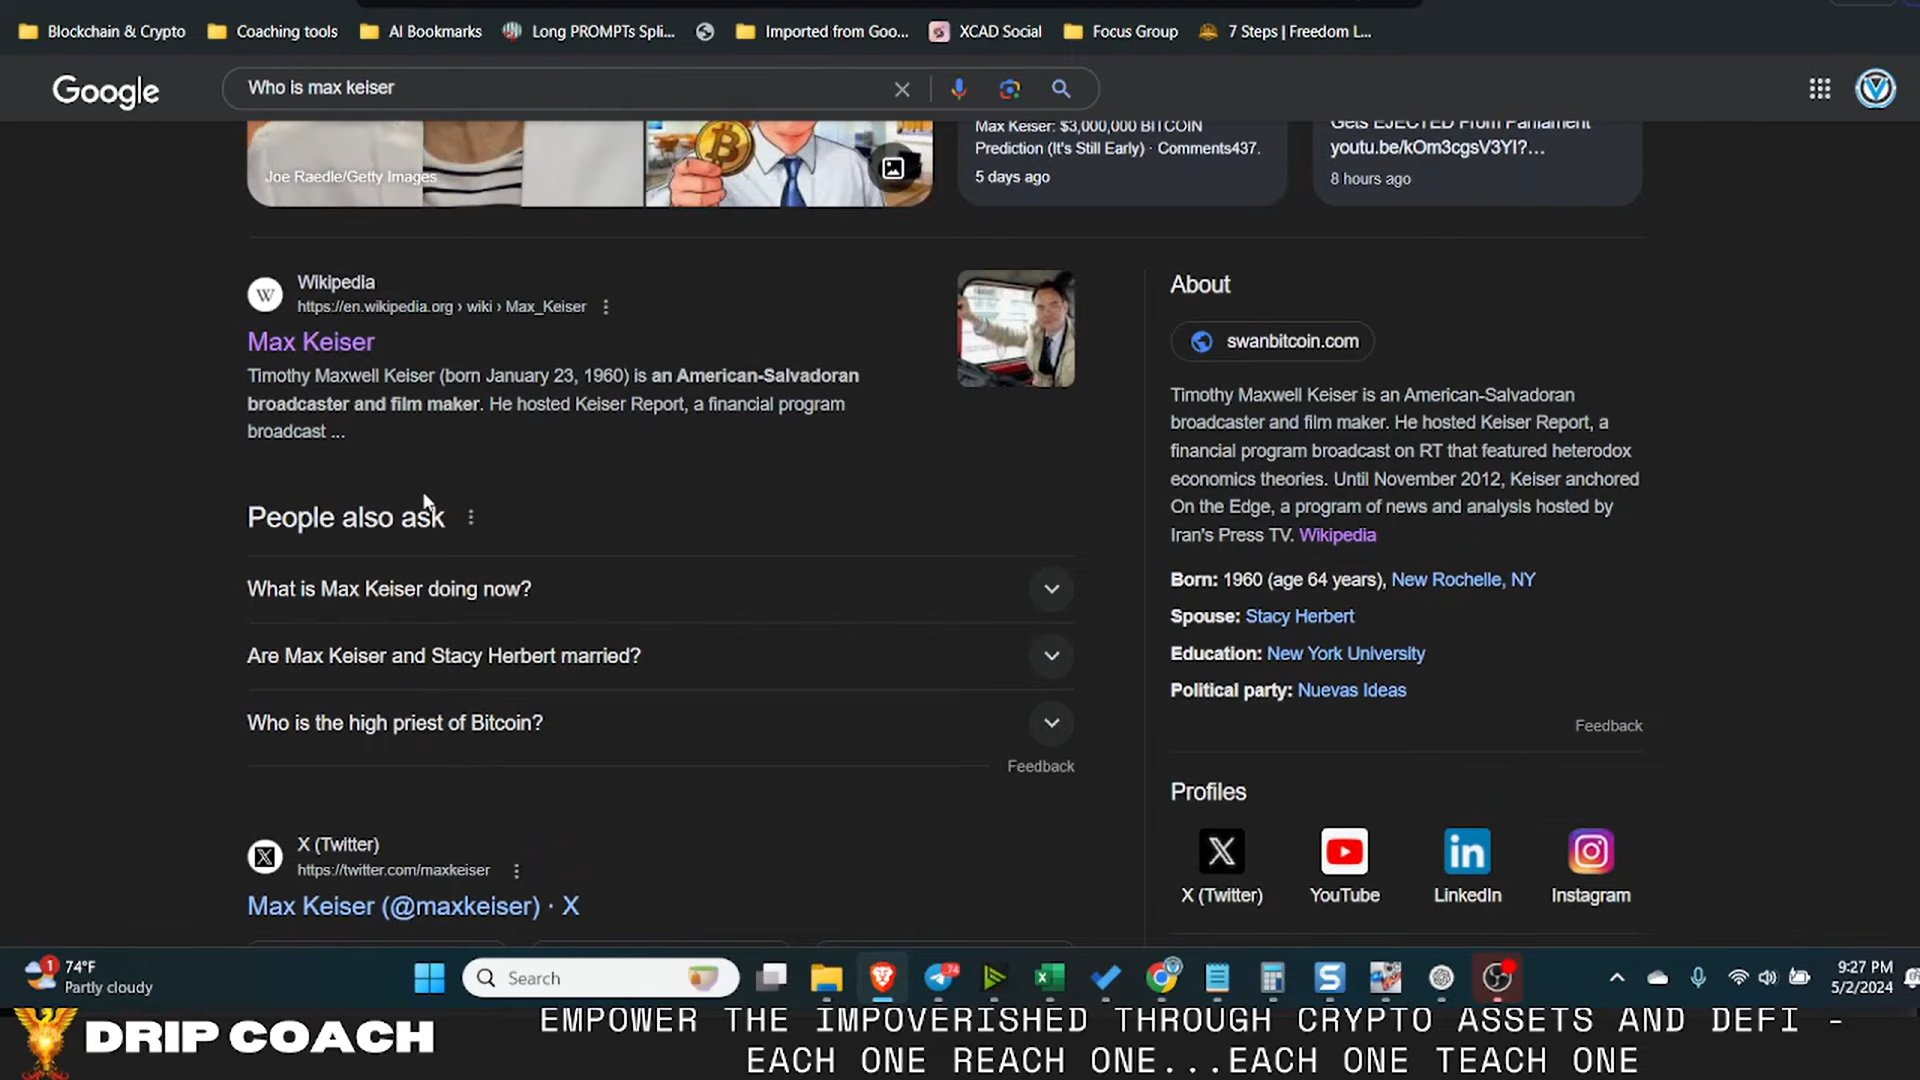 Blockchain & Crypto
Coaching tools
AI Bookmarks
Long PROMPTs Spli...
Imported from Goo...
XCAD Social
Focus Group
7 Steps | Freedom L...
Google
Who is max keiser
Joe Raedle/Getty Images
Max Keiser: $3,000,000 BITCOIN
Prediction (It's Still Early) · Comments437.
5 days ago
Gets EJECTED From Parliament
youtu.be/kOm3cgsV3YI?...
8 hours ago
W
Wikipedia
https://en.wikipedia.org › wiki › Max_Keiser
Max Keiser
Timothy Maxwell Keiser (born January 23, 1960) is an American-Salvadoran
broadcaster and film maker. He hosted Keiser Report, a financial program
broadcast ...
People also ask
What is Max Keiser doing now?
Are Max Keiser and Stacy Herbert married?
Who is the high priest of Bitcoin?
Feedback
X (Twitter)
https://twitter.com/maxkeiser
Max Keiser (@maxkeiser) · X
About
swanbitcoin.com
Timothy Maxwell Keiser is an American-Salvadoran
broadcaster and film maker. He hosted Keiser Report, a
financial program broadcast on RT that featured heterodox
economics theories. Until November 2012, Keiser anchored
On the Edge, a program of news and analysis hosted by
Iran's Press TV. Wikipedia
Born: 1960 (age 64 years), New Rochelle, NY
Spouse: Stacy Herbert
Education: New York University
Political party: Nuevas Ideas
Feedback
Profiles
X (Twitter)
YouTube
LinkedIn
Instagram
1
74°F
Partly cloudy
Search
74
9:27 PM
5/2/2024
DRIP COACH
EMPOWER THE IMPOVERISHED THROUGH CRYPTO ASSETS AND DEFI -
EACH ONE REACH ONE...EACH ONE TEACH ONE